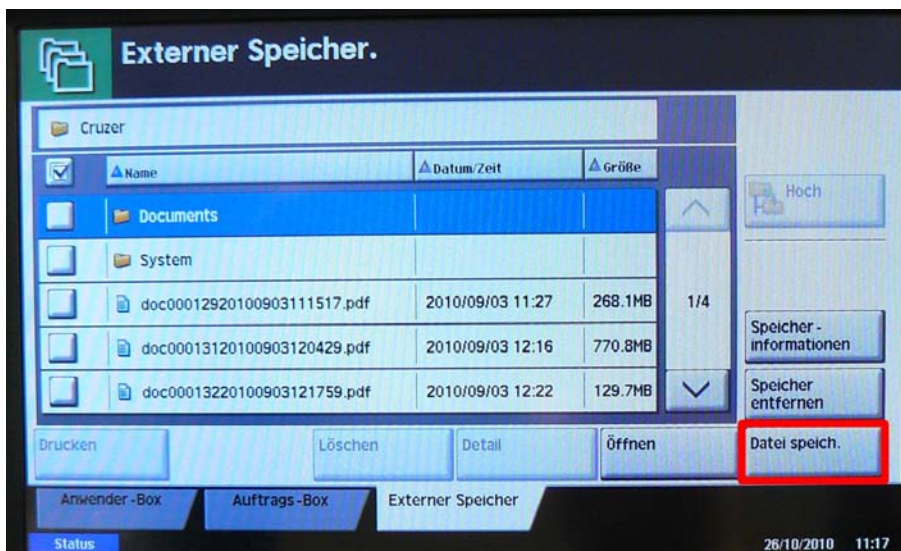 Externer Speicher.
Cruzer
Name Datum/Zeit Größe
Documents
Hoch
System
doc00012920100903111517.pdf 2010/09/03 11:27 268.1MB 1/4
Speicher-
informationen
doc00013120100903120429.pdf 2010/09/03 12:16 770.8MB
doc00013220100903121759.pdf 2010/09/03 12:22 129.7MB
Speicher
entfernen
Drucken Löschen Detail Öffnen Datei speich.
Anwender-Box Auftrags-Box Externer Speicher
Status 26/10/2010 11:17